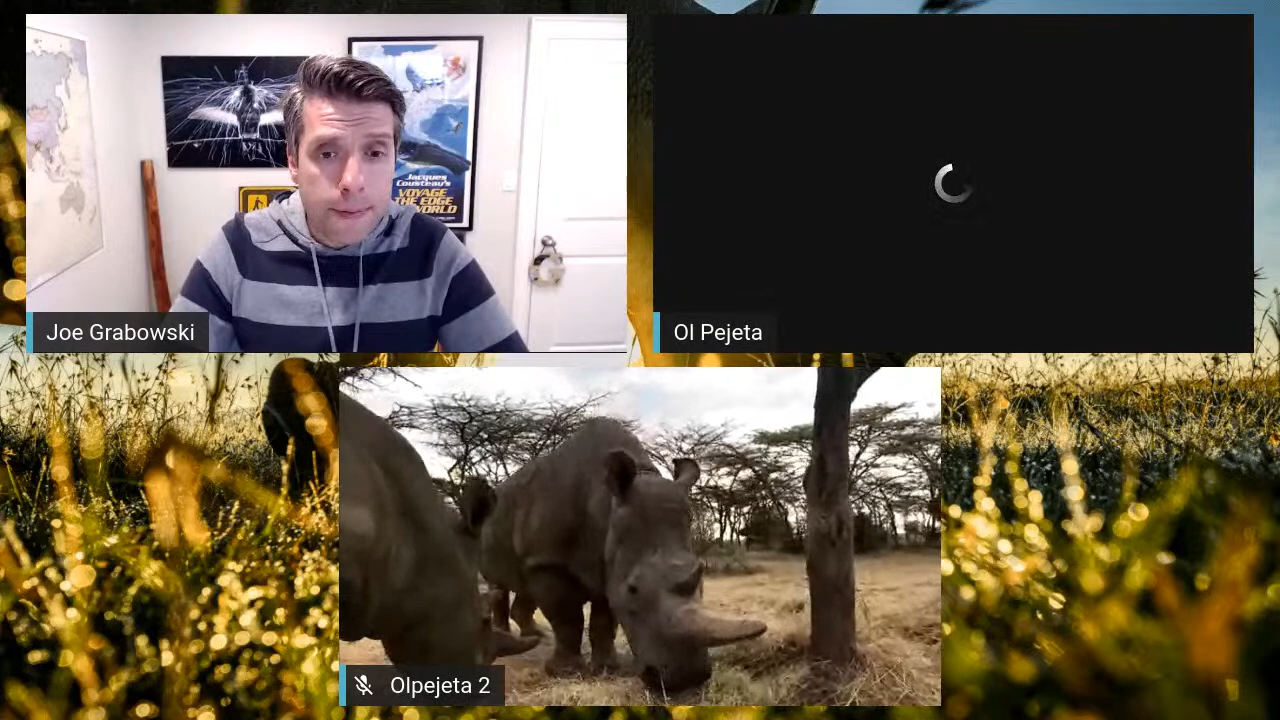 Jacques
Cousteau's
VOYAGE
THE EDGE
WORLD
Joe Grabowski
Ol Pejeta
Olpejeta 2